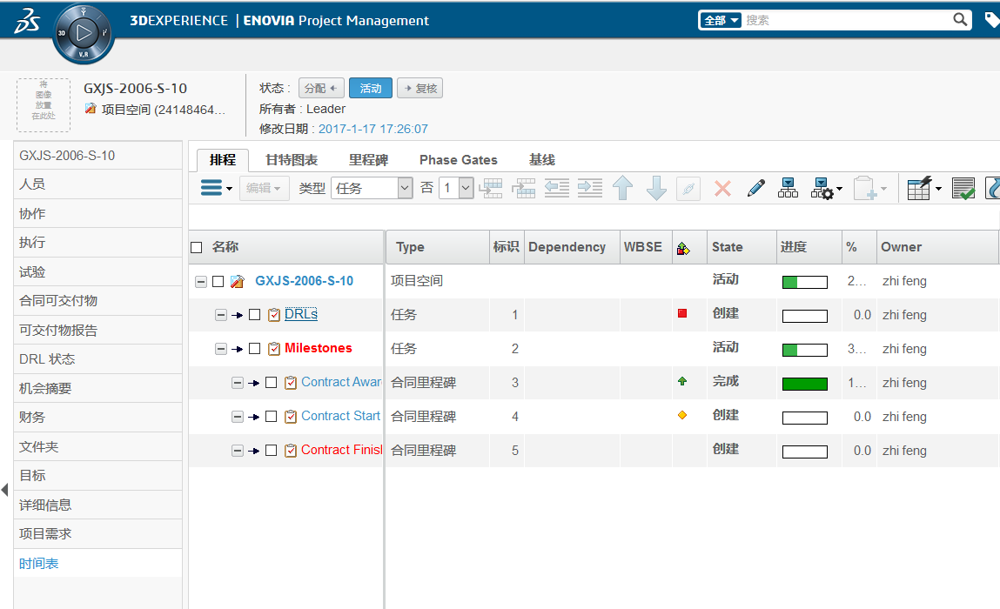 3DEXPERIENCE | ENOVIA Project Management
全部 搜索
3D
V.R
将
图像
放置
在此处
GXJS-2006-S-10
项目空间 (24148464...
状态 : 分配 活动 复核
所有者 : Leader
修改日期 : 2017-1-17 17:26:07
GXJS-2006-S-10
人员
协作
执行
试验
合同可交付物
可交付物报告
DRL 状态
机会摘要
财务
文件夹
目标
详细信息
项目需求
时间表
排程 甘特图表 里程碑 Phase Gates 基线
编辑 类型 任务 否 1
名称 Type 标识 Dependency WBSE State 进度 % Owner
GXJS-2006-S-10 项目空间 活动 2... zhi feng
DRLs 任务 1 创建 0.0 zhi feng
Milestones 任务 2 活动 3... zhi feng
Contract Awar 合同里程碑 3 完成 1... zhi feng
Contract Start 合同里程碑 4 创建 0.0 zhi feng
Contract Finish 合同里程碑 5 创建 0.0 zhi feng